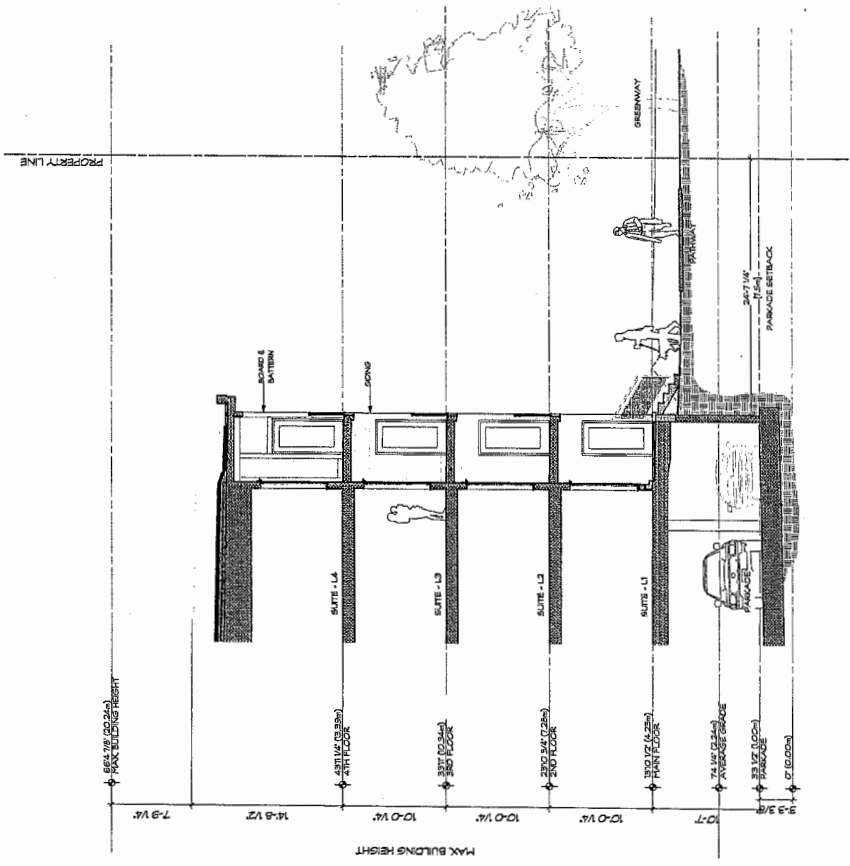 PROPERTY LINE
66'4 7/8" (20.24m)
MAX. BUILDING HEIGHT
BOARD &
BATTERN
SIDING
SUITE - L4
43'11 1/4" (13.39m)
4TH FLOOR
SUITE - L3
33'11" (10.34m)
3RD FLOOR
SUITE - L2
23'10 3/4" (7.28m)
2ND FLOOR
GREENWAY
SUITE - L1
13'10 1/2" (4.23m)
MAIN FLOOR
PATHWAY
7'4 1/4" (2.24m)
AVERAGE GRADE
PARKADE
24'-7 1/4"
[7.5m]
PARKADE SETBACK
3'3 1/2" (1.00m)
PARKADE
0" (0.00m)
7'-9 1/4"
14'-8 1/2"
10'-0 1/4"
10'-0 1/4"
10'-0 1/4"
10'-7"
3'-3 3/8"
MAX. BUILDING HEIGHT